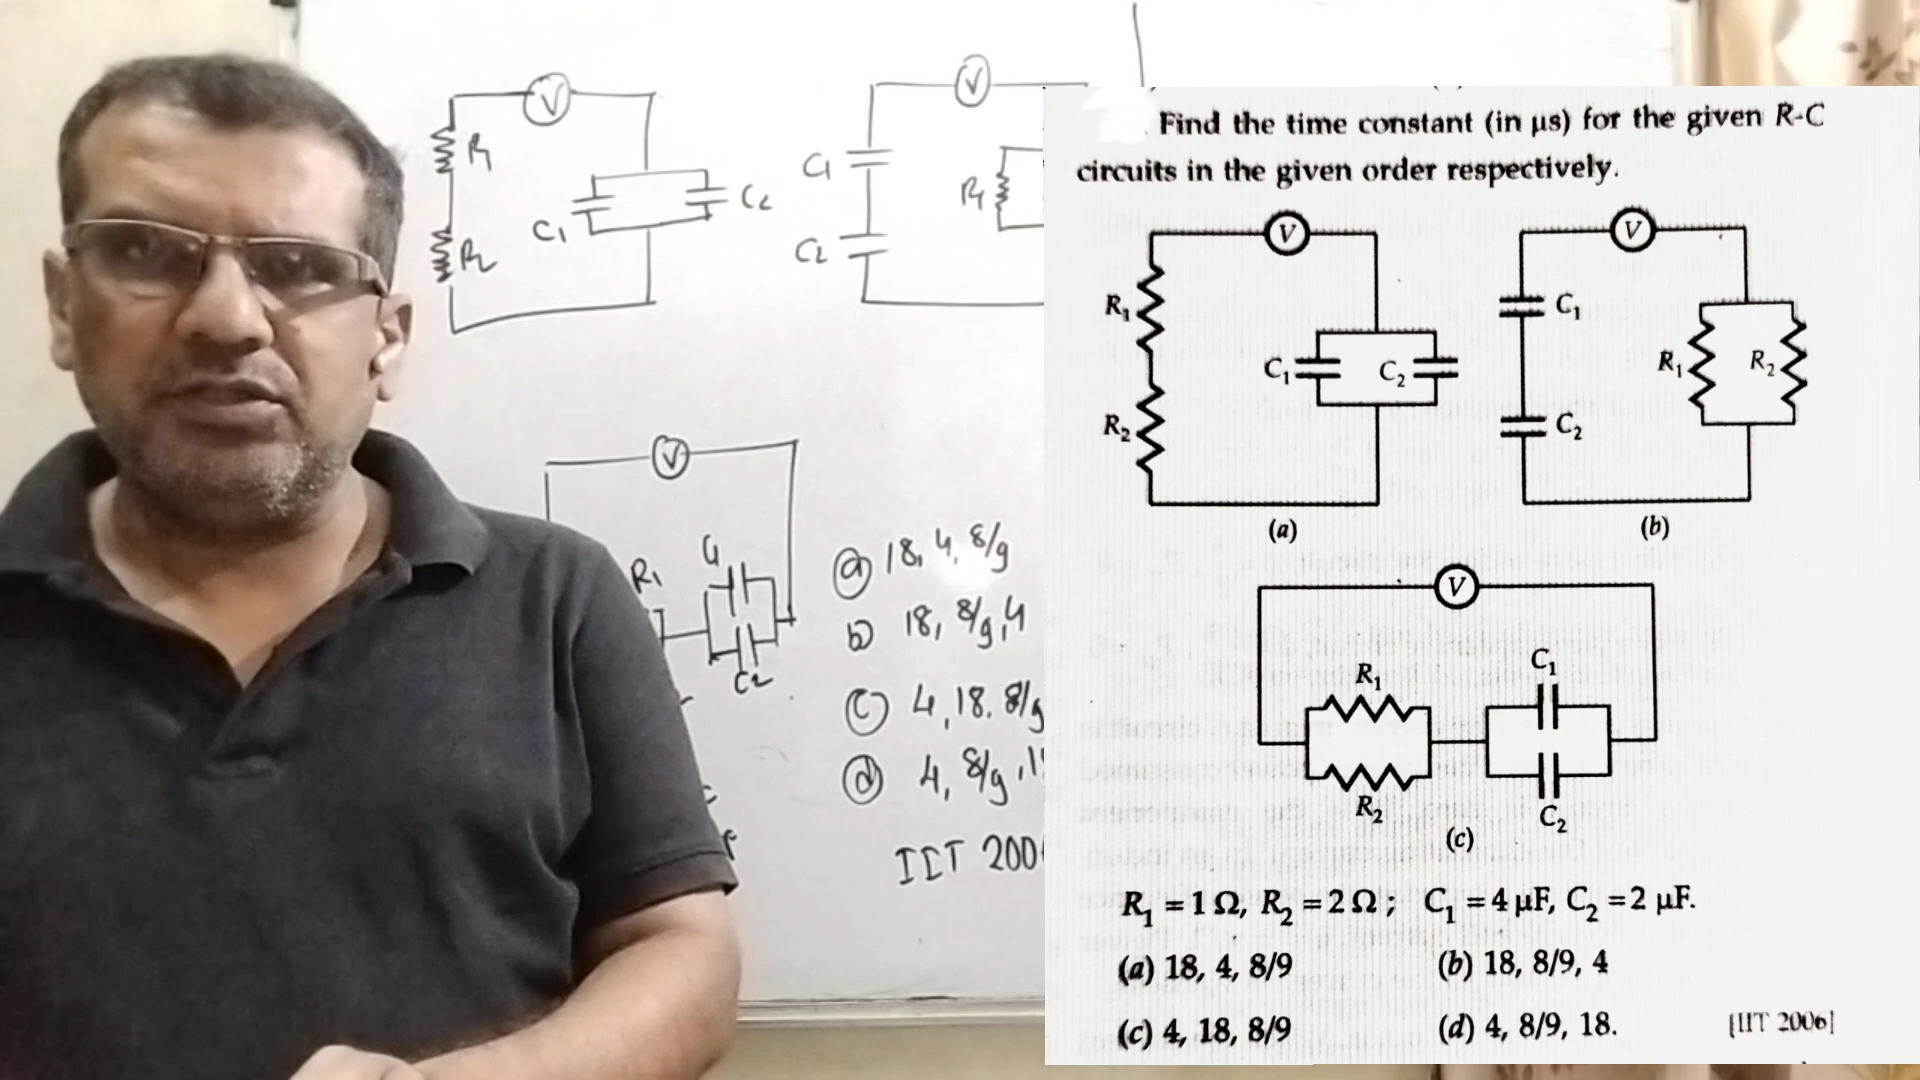 V
R1
R2
C1
C2
V
C1
C2
R1
V
R1
C1
C2
(a) 18, 4, 8/9
(b) 18, 8/9, 4
(c) 4, 18, 8/9
(d) 4, 8/9, 1
IIT 200
Find the time constant (in μs) for the given R-C
circuits in the given order respectively.
V
R₁
R₂
C₁
C₂
(a)
V
C₁
C₂
R₁
R₂
(b)
V
R₁
R₂
C₁
C₂
(c)
R₁ = 1 Ω, R₂ = 2 Ω; C₁ = 4 μF, C₂ = 2 μF.
(a) 18, 4, 8/9 (b) 18, 8/9, 4
(c) 4, 18, 8/9 (d) 4, 8/9, 18.
[IIT 2006]